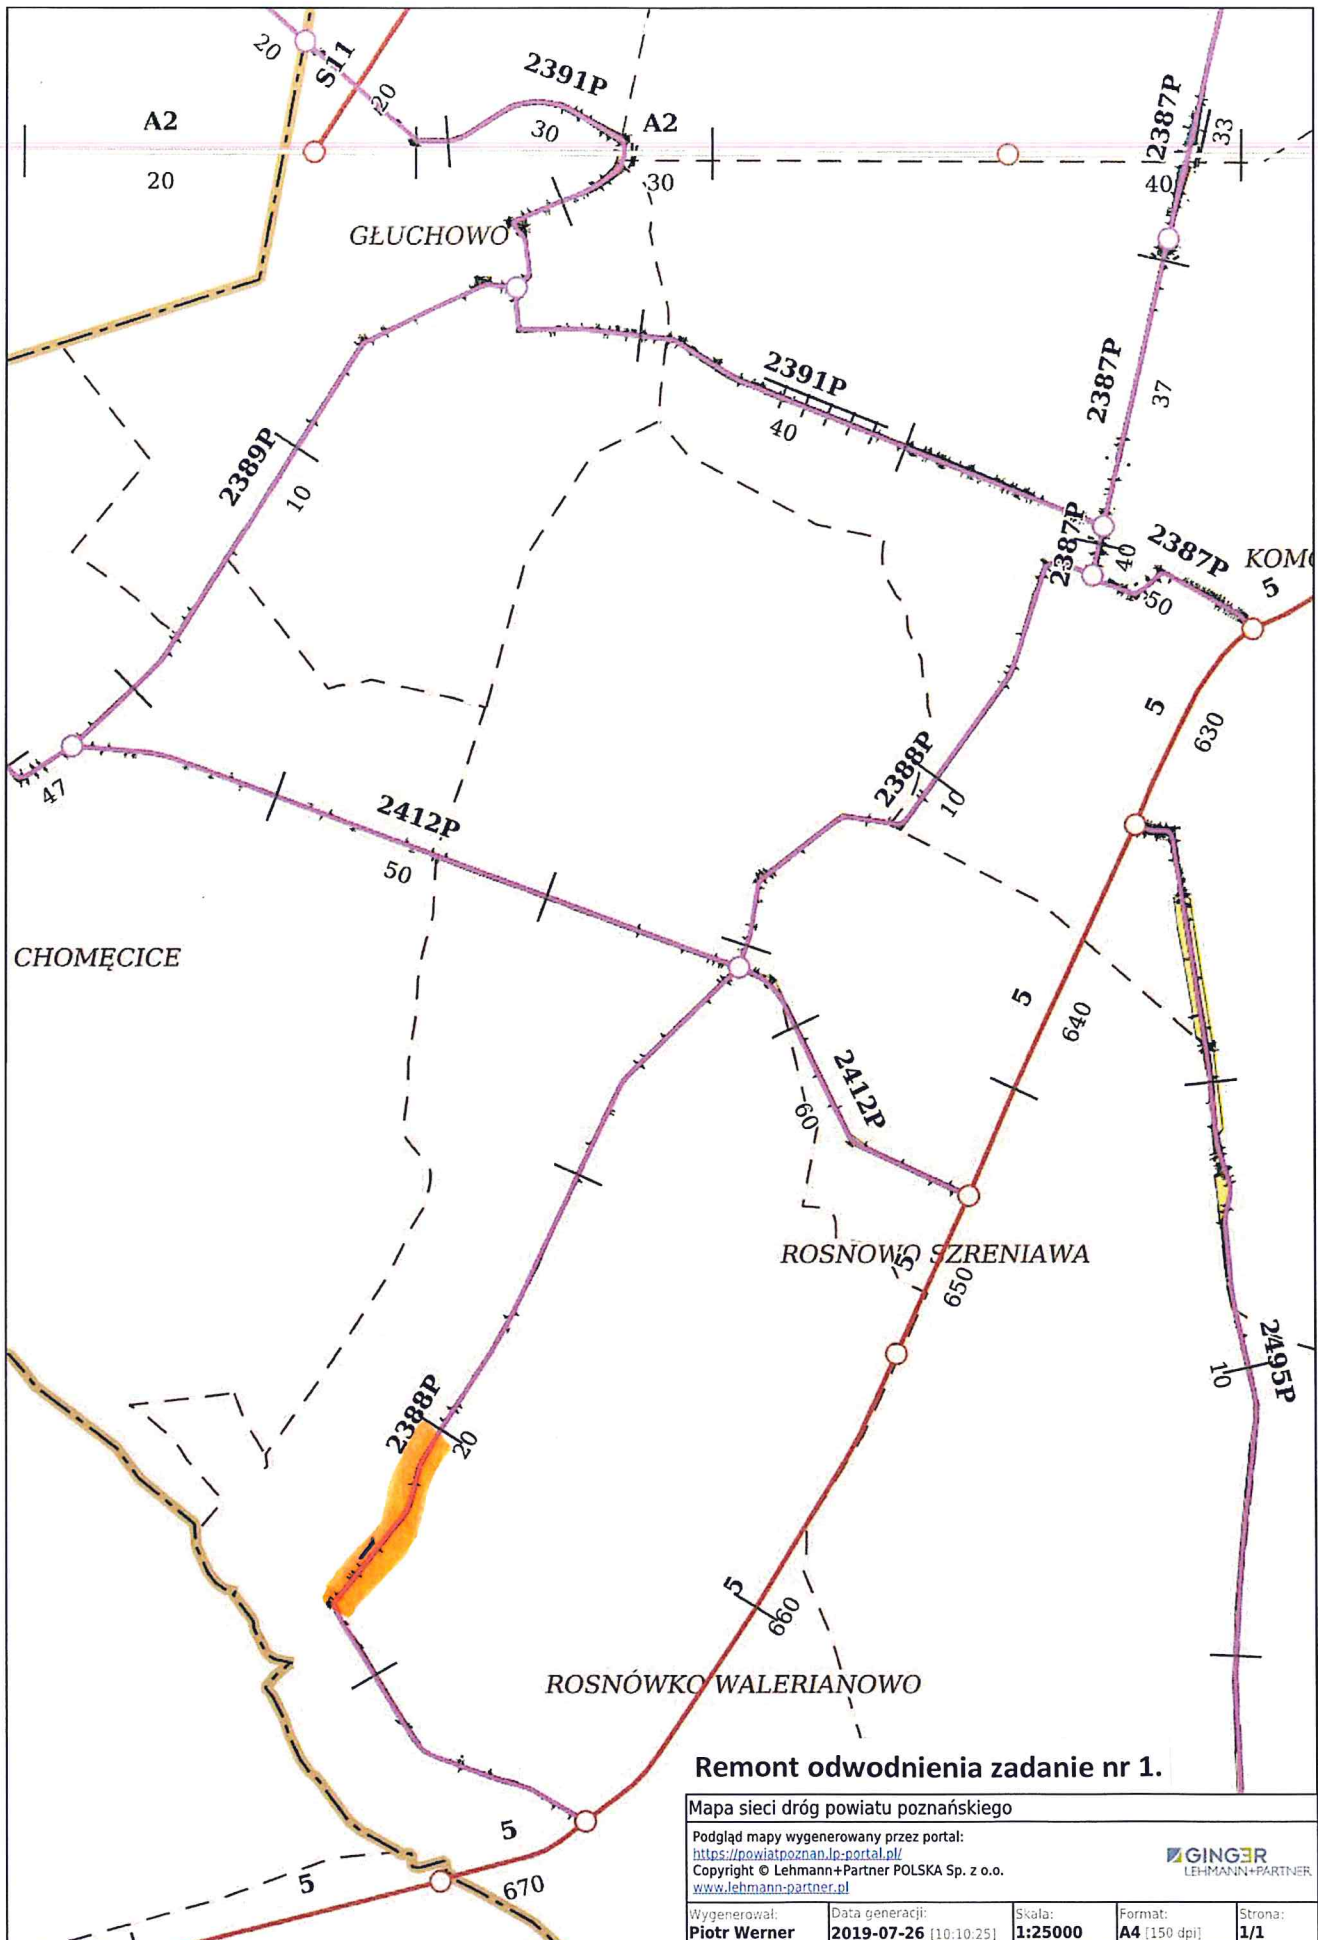 20
S11
20
2391P
A2
30
A2
2387P
33
20
30
40
GŁUCHOWO
2391P
40
2387P
37
2389P
10
2387P
40
2387P
50
5
5
630
47
2388P
10
2412P
50
CHOMĘCICE
5
640
2412P
60
ROSNOWO SZRENIAWA
5
650
2495P
10
2388P
20
5
660
ROSNÓWKO WALERIANOWO
5
5
670
Remont odwodnienia zadanie nr 1.
Mapa sieci dróg powiatu poznańskiego
Podgląd mapy wygenerowany przez portal:
https://powiatpoznan.lp-portal.pl/
Copyright © Lehmann+Partner POLSKA Sp. z o.o.
www.lehmann-partner.pl
GINGER
LEHMANN+PARTNER
Wygenerował: Data generacji: Skala: Format: Strona:
Piotr Werner 2019-07-26 [10:10:25] 1:25000 A4 [150 dpi] 1/1